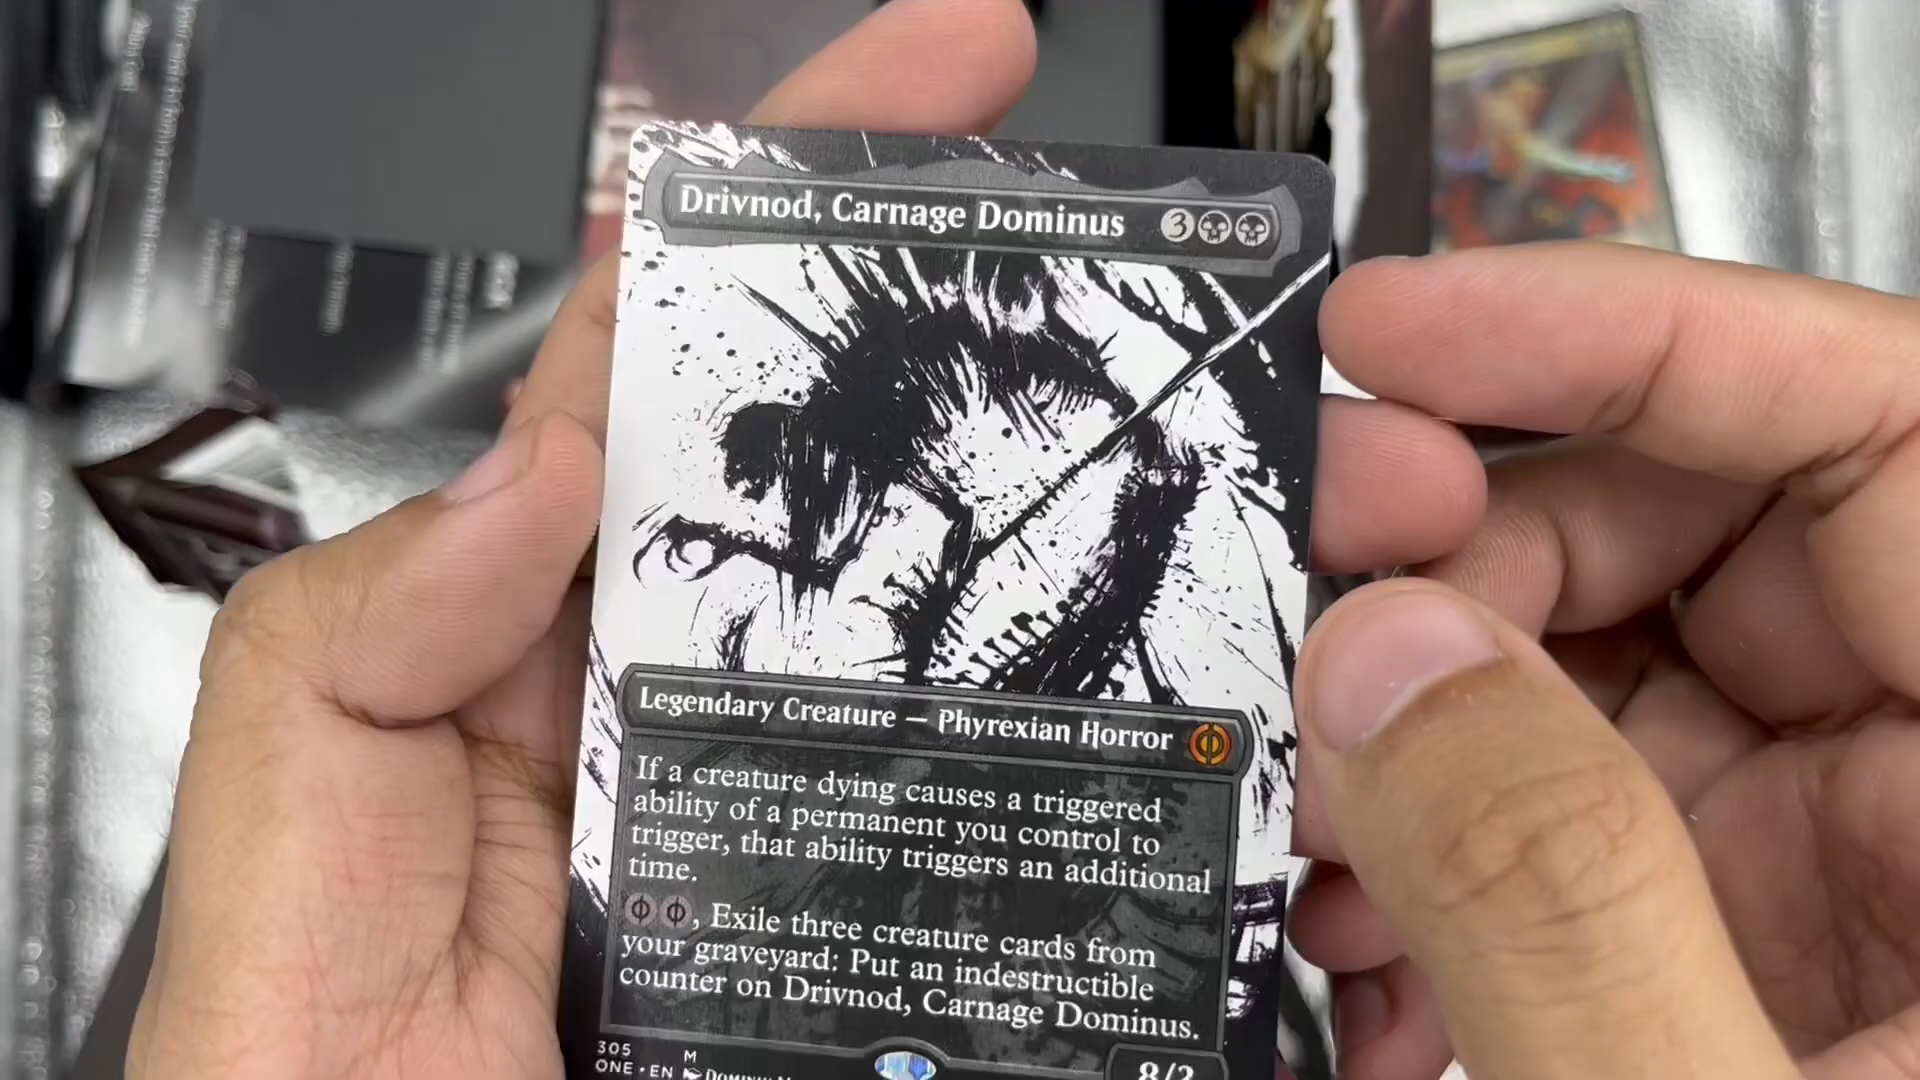 Drivnod, Carnage Dominus 3
Legendary Creature — Phyrexian Horror
If a creature dying causes a triggered
ability of a permanent you control to
trigger, that ability triggers an additional
time.
, Exile three creature cards from
your graveyard: Put an indestructible
counter on Drivnod, Carnage Dominus.
305 M
ONE • EN